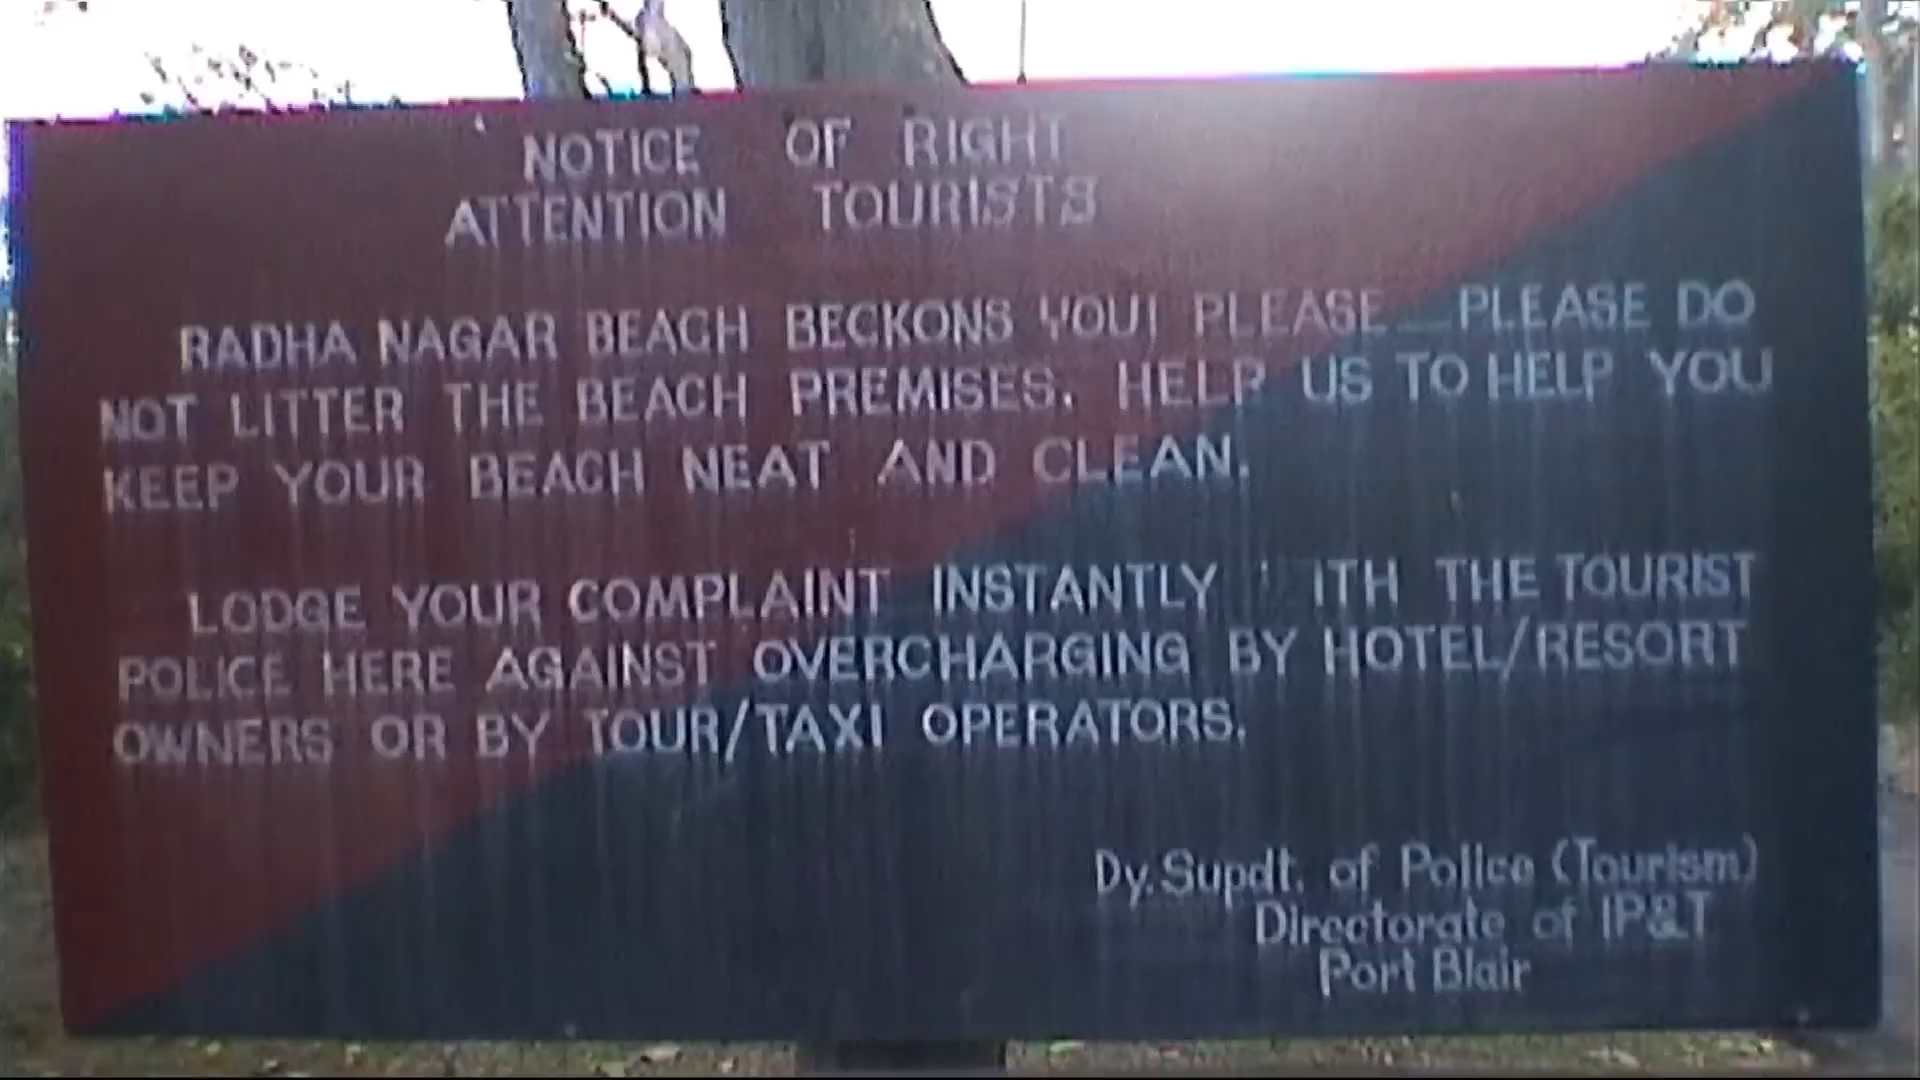 NOTICE OF RIGHT
ATTENTION TOURISTS
RADHA NAGAR BEACH BECKONS YOU! PLEASE__PLEASE DO
NOT LITTER THE BEACH PREMISES. HELP US TO HELP YOU
KEEP YOUR BEACH NEAT AND CLEAN.
LODGE YOUR COMPLAINT INSTANTLY ITH THE TOURIST
POLICE HERE AGAINST OVERCHARGING BY HOTEL/RESORT
OWNERS OR BY TOUR/TAXI OPERATORS.
Dy.Supdt. of Police (Tourism)
Directorate of IP&T
Port Blair